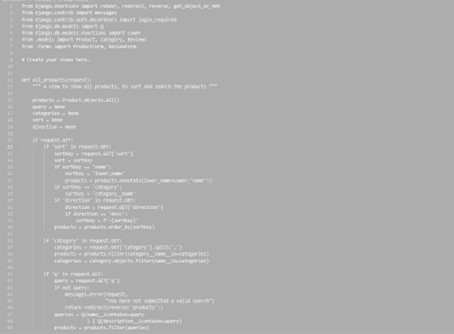 from django.shortcuts import render, redirect, reverse, get_object_or_404
from django.contrib import messages
from django.contrib.auth.decorators import login_required
from django.db.models import Q
from django.db.models.functions import Lower
from .models import Product, Category, Review
from .forms import ProductForm, ReviewForm
# Create your views here.
def all_products(request):
""" A view to show all products, to sort and search the products """
products = Product.objects.all()
query = None
categories = None
sort = None
direction = None
if request.GET:
if 'sort' in request.GET:
sortkey = request.GET['sort']
sort = sortkey
if sortkey == 'name':
sortkey = 'lower_name'
products = products.annotate(lower_name=Lower('name'))
if sortkey == 'category':
sortkey = 'category__name'
if 'direction' in request.GET:
direction = request.GET['direction']
if direction == 'desc':
sortkey = f'-{sortkey}'
products = products.order_by(sortkey)
if 'category' in request.GET:
categories = request.GET['category'].split(',')
products = products.filter(category__name__in=categories)
categories = Category.objects.filter(name__in=categories)
if 'q' in request.GET:
query = request.GET['q']
if not query:
messages.error(request,
"You have not submitted a valid search")
return redirect(reverse('products'))
queries = Q(name__icontains=query
) | Q(description__icontains=query)
products = products.filter(queries)